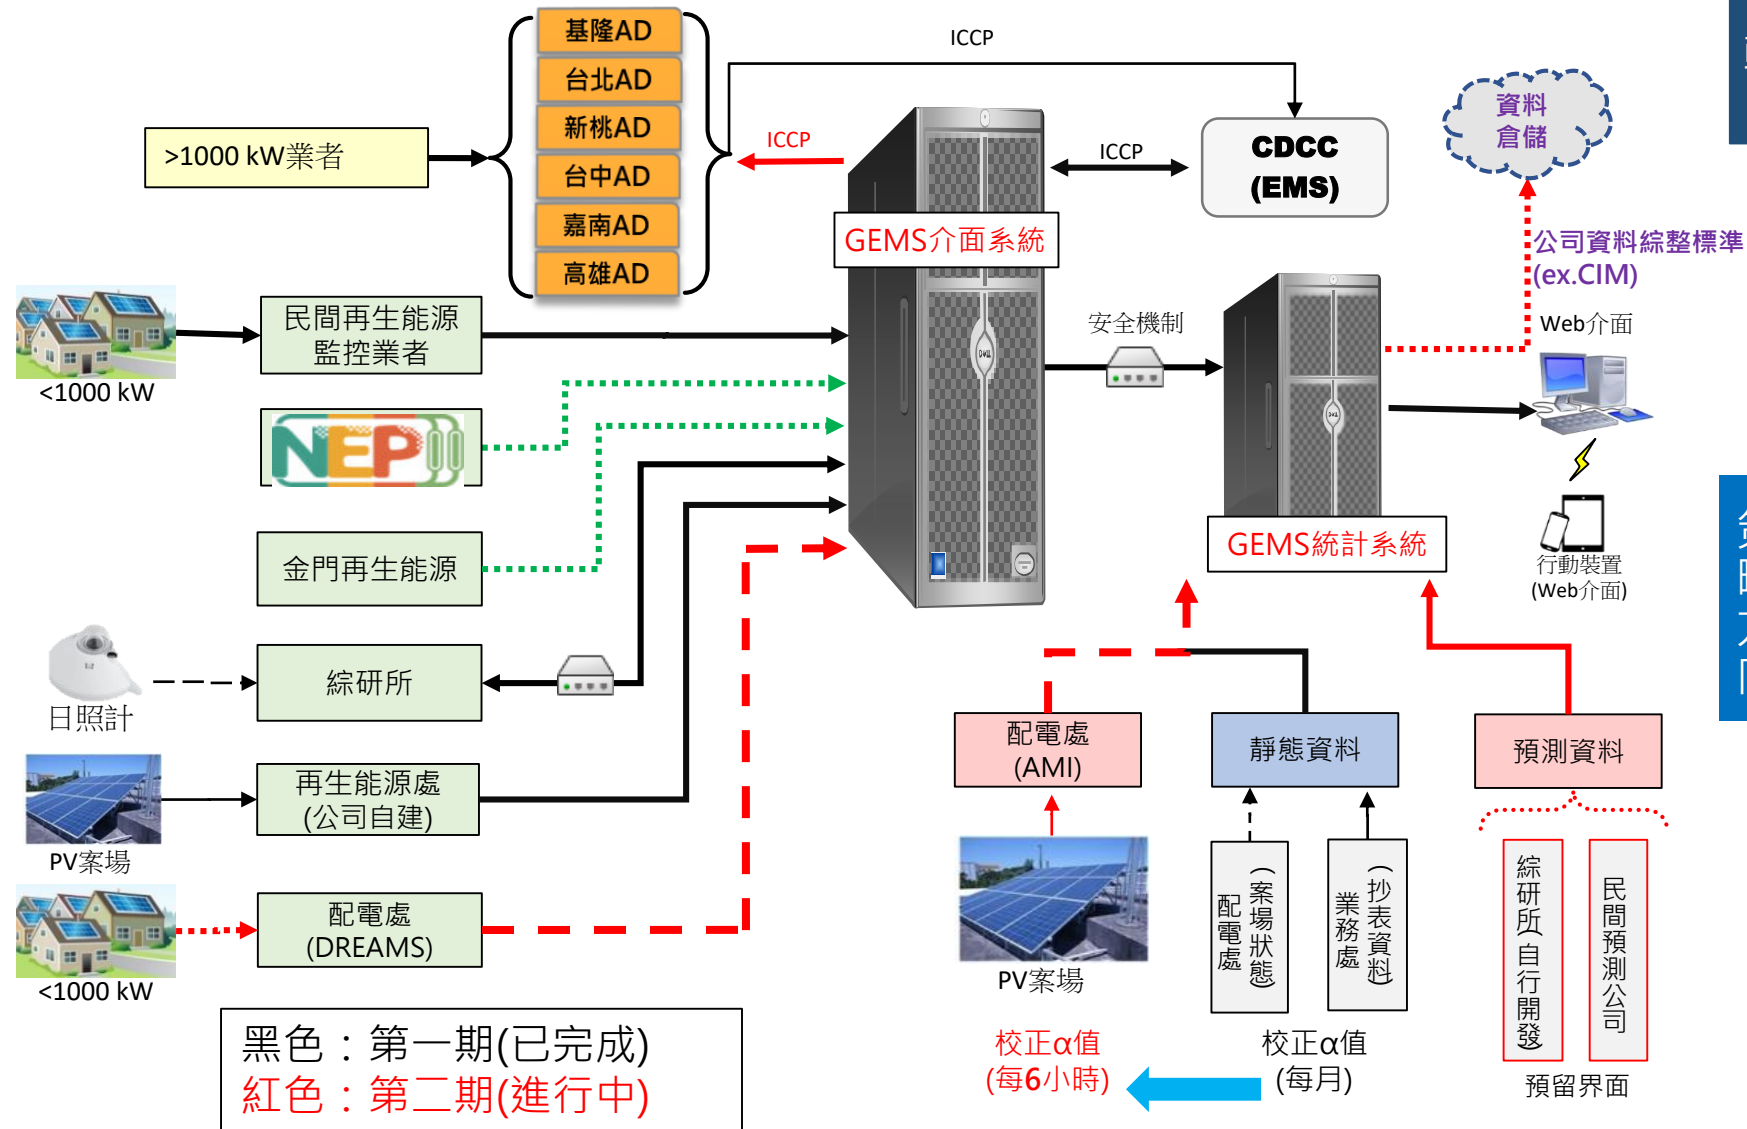 基隆AD
台北AD
新桃AD
台中AD
嘉南AD
高雄AD
>1000 kW業者
ICCP
ICCP
ICCP
CDCC
(EMS)
資料
倉儲
公司資料綜整標準
(ex.CIM)
GEMS介面系統
民間再生能源
監控業者
<1000 kW
NEP
安全機制
Web介面
金門再生能源
GEMS統計系統
行動裝置
(Web介面)
日照計
綜研所
PV案場
再生能源處
(公司自建)
<1000 kW
配電處
(DREAMS)
配電處
(AMI)
靜態資料
預測資料
PV案場
配電處
(案場狀態)
業務處
(抄表資料)
綜研所(自行開發)
民間預測公司
校正α值
(每6小時)
校正α值
(每月)
預留界面
黑色：第一期(已完成)
紅色：第二期(進行中)